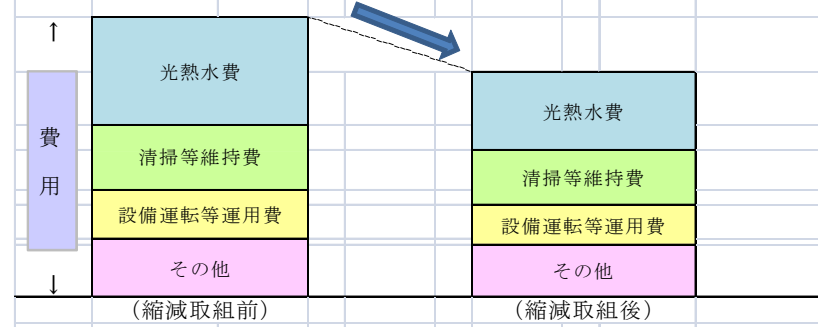 ↑
費
用
↓
光熱水費
清掃等維持費
設備運転等運用費
その他
(縮減取組前)
光熱水費
清掃等維持費
設備運転等運用費
その他
(縮減取組後)